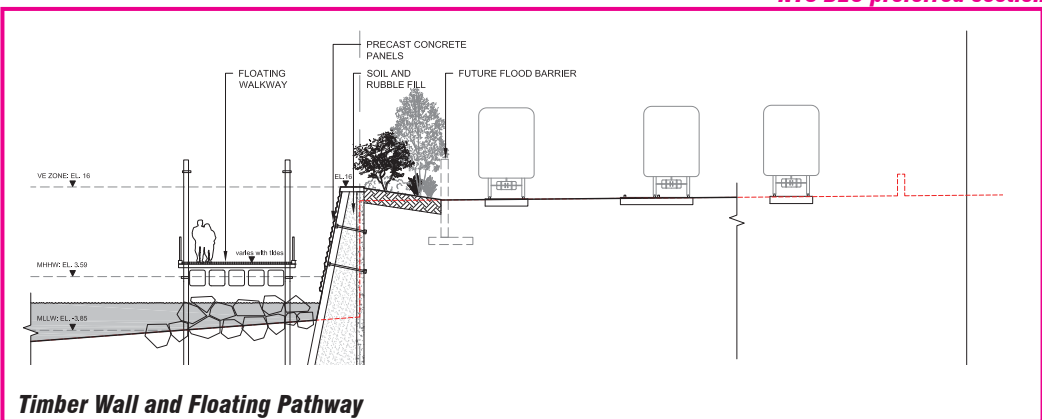 PRECAST CONCRETE
PANELS
FLOATING
WALKWAY
SOIL AND
RUBBLE FILL
FUTURE FLOOD BARRIER
VE ZONE: EL. 16
EL.16
varies with tides
MHHW: EL. 3.59
MLLW: EL. -3.85
Timber Wall and Floating Pathway